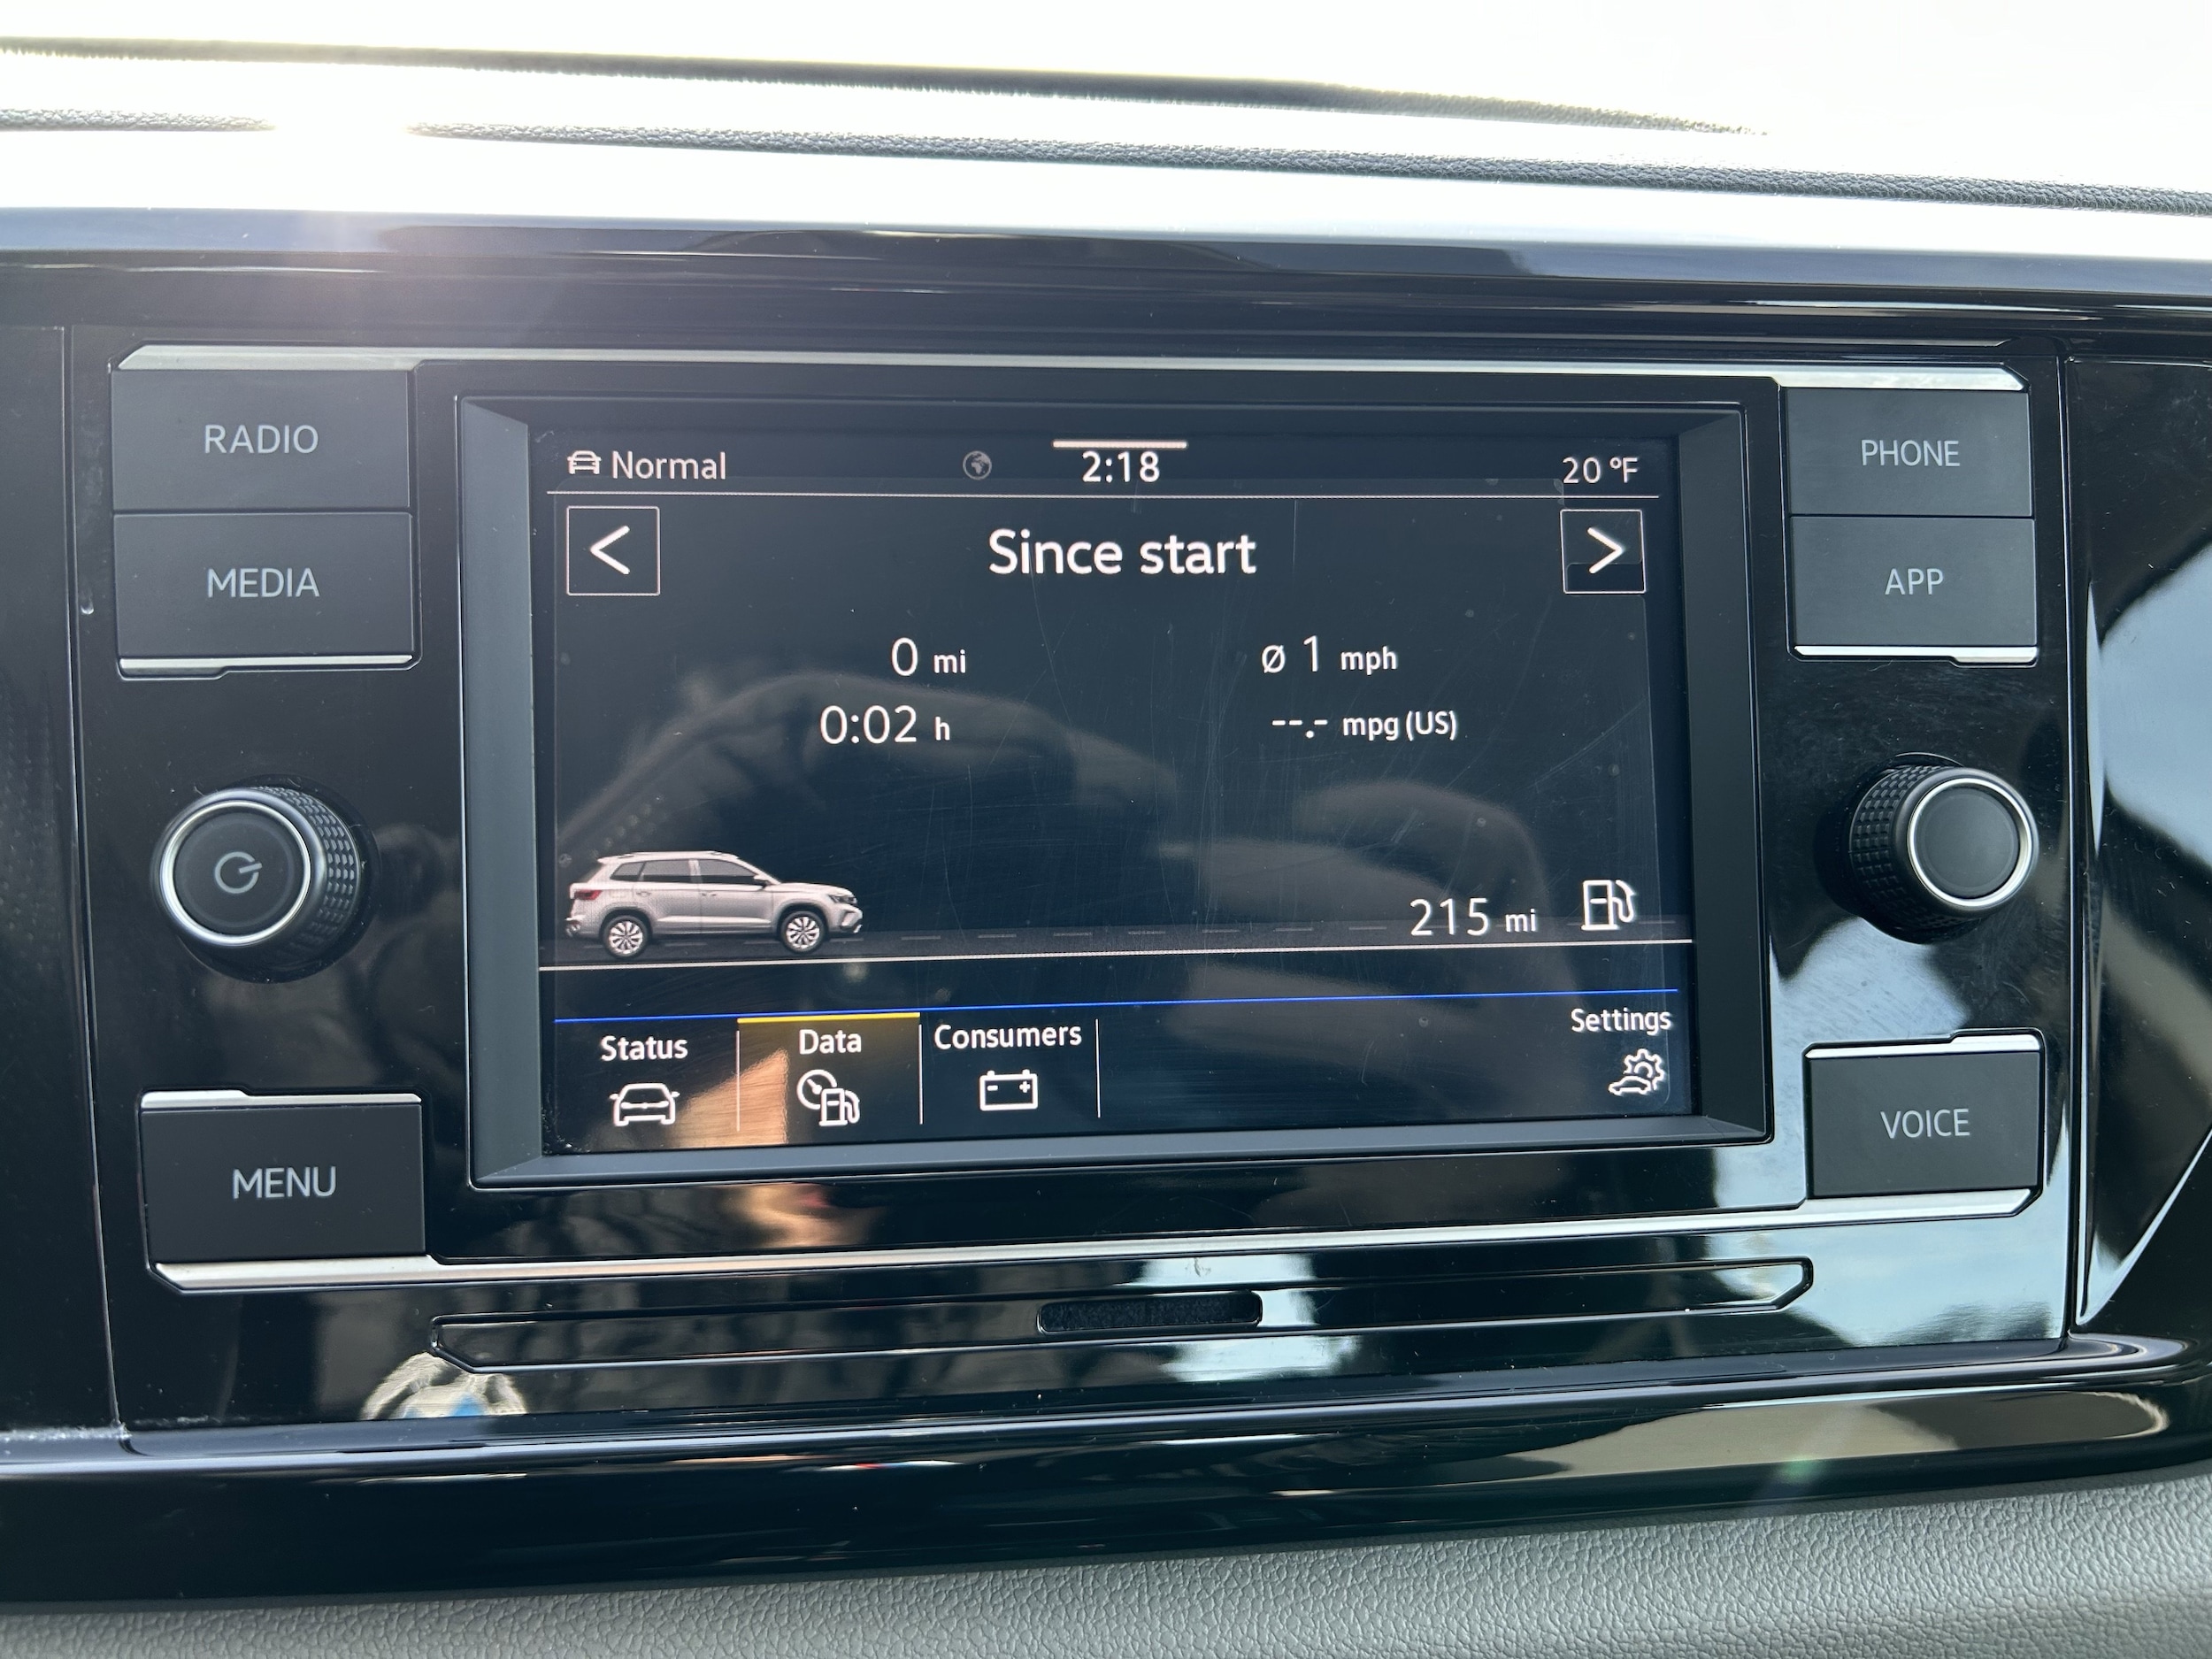 RADIO
MEDIA
MENU
Normal
2:18
20 °F
<
Since start
>
0 mi
ø 1 mph
0:02 h
--.- mpg (US)
215 mi
Status
Data
Consumers
Settings
PHONE
APP
VOICE